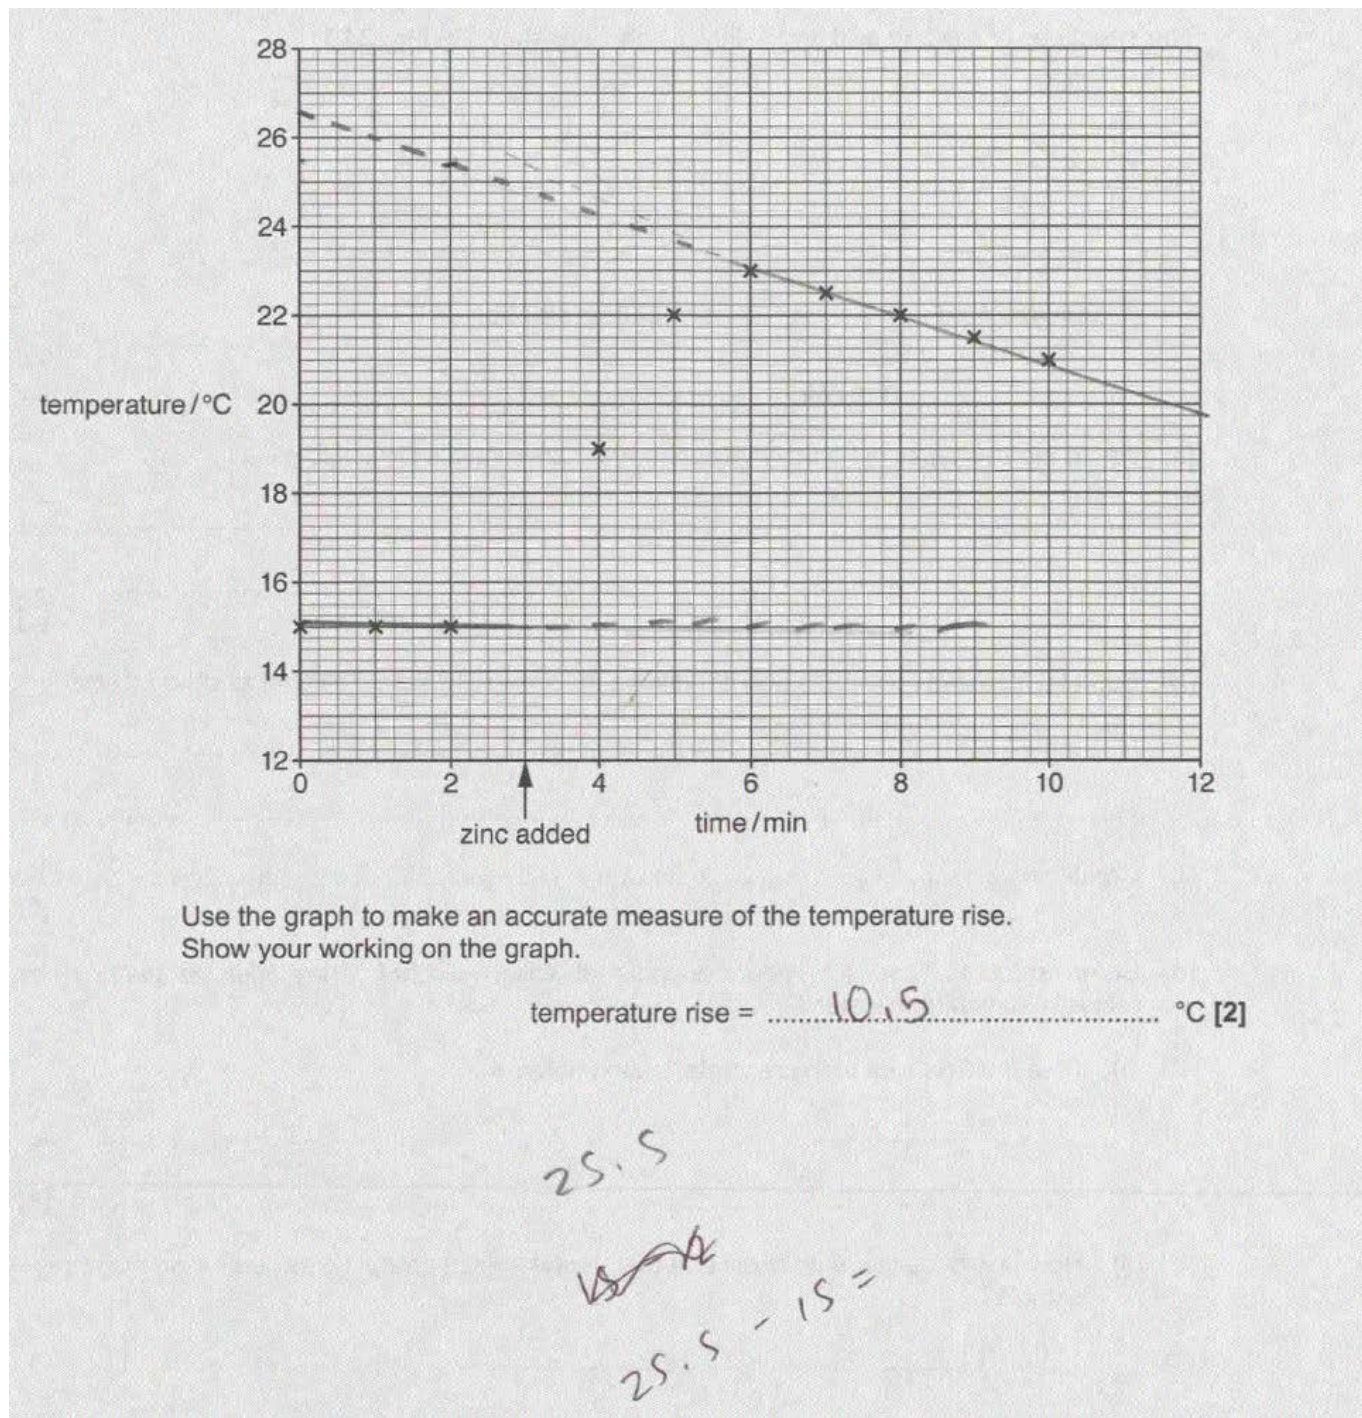 28
26
24
22
temperature/°C 20
18
16
14
12
0 2 4 6 8 10 12
zinc added time/min
Use the graph to make an accurate measure of the temperature rise.
Show your working on the graph.
temperature rise = 10.5 °C [2]
25.5
25.5 - 15 =